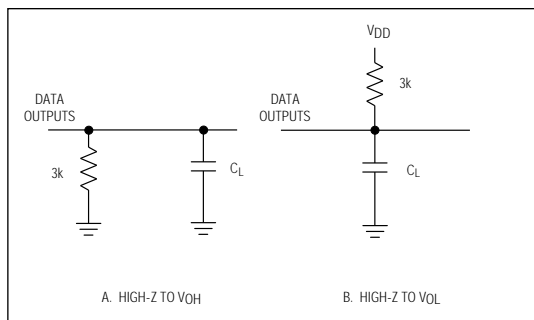 DATA
OUTPUTS
3k
CL
A. HIGH-Z TO VOH
VDD
3k
DATA
OUTPUTS
CL
B. HIGH-Z TO VOL